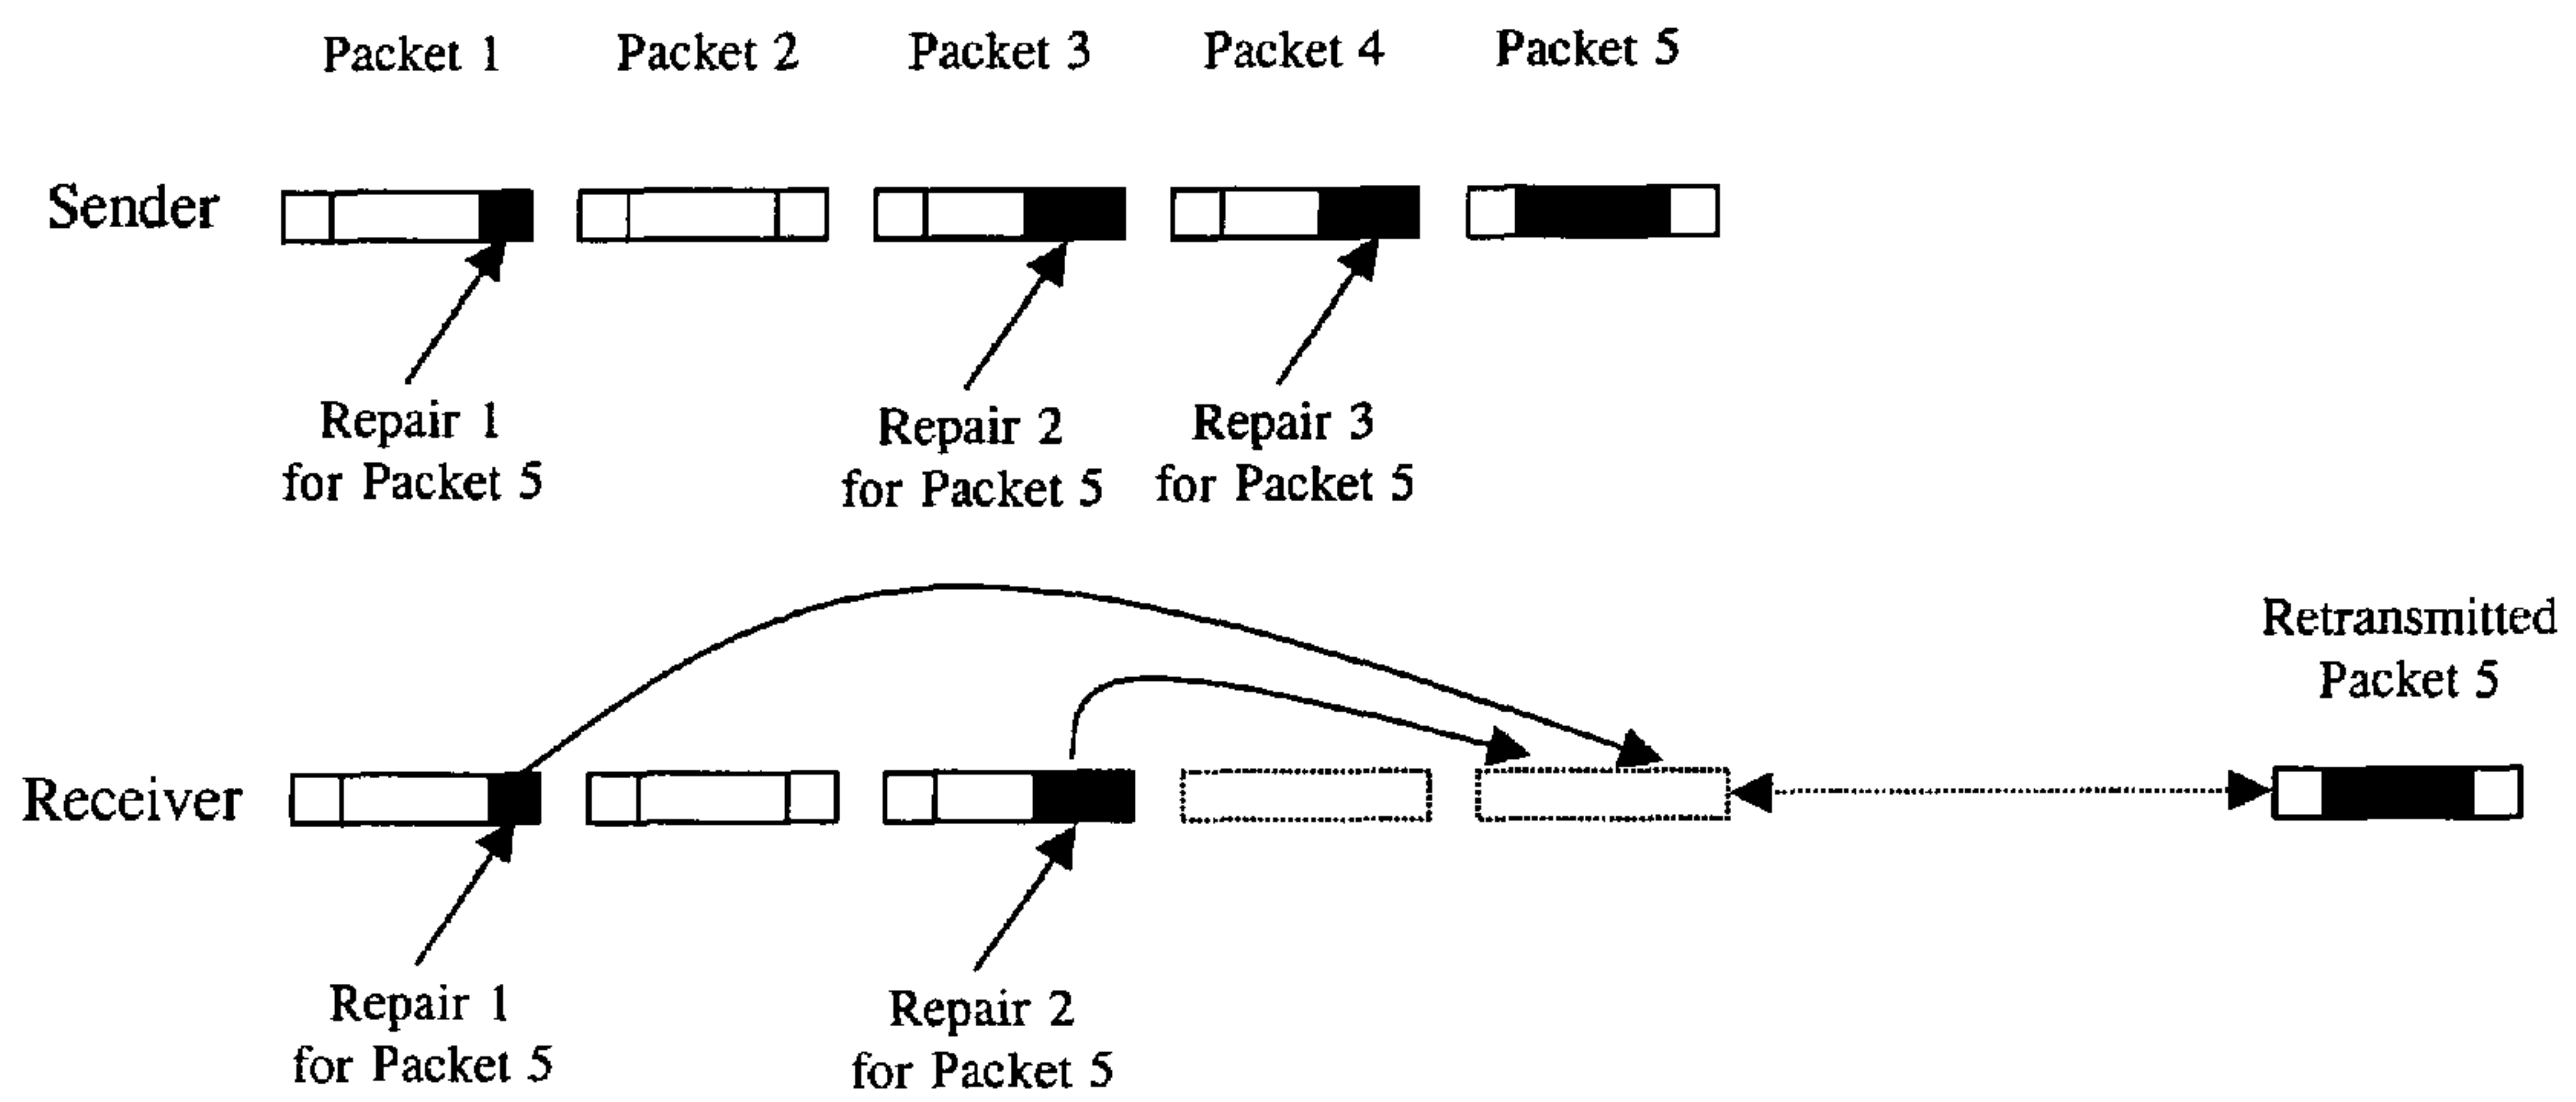 Packet 1
Packet 2
Packet 3
Packet 4
Packet 5
Sender
Repair 1
for Packet 5
Repair 2
for Packet 5
Repair 3
for Packet 5
Retransmitted
Packet 5
Receiver
Repair 1
for Packet 5
Repair 2
for Packet 5